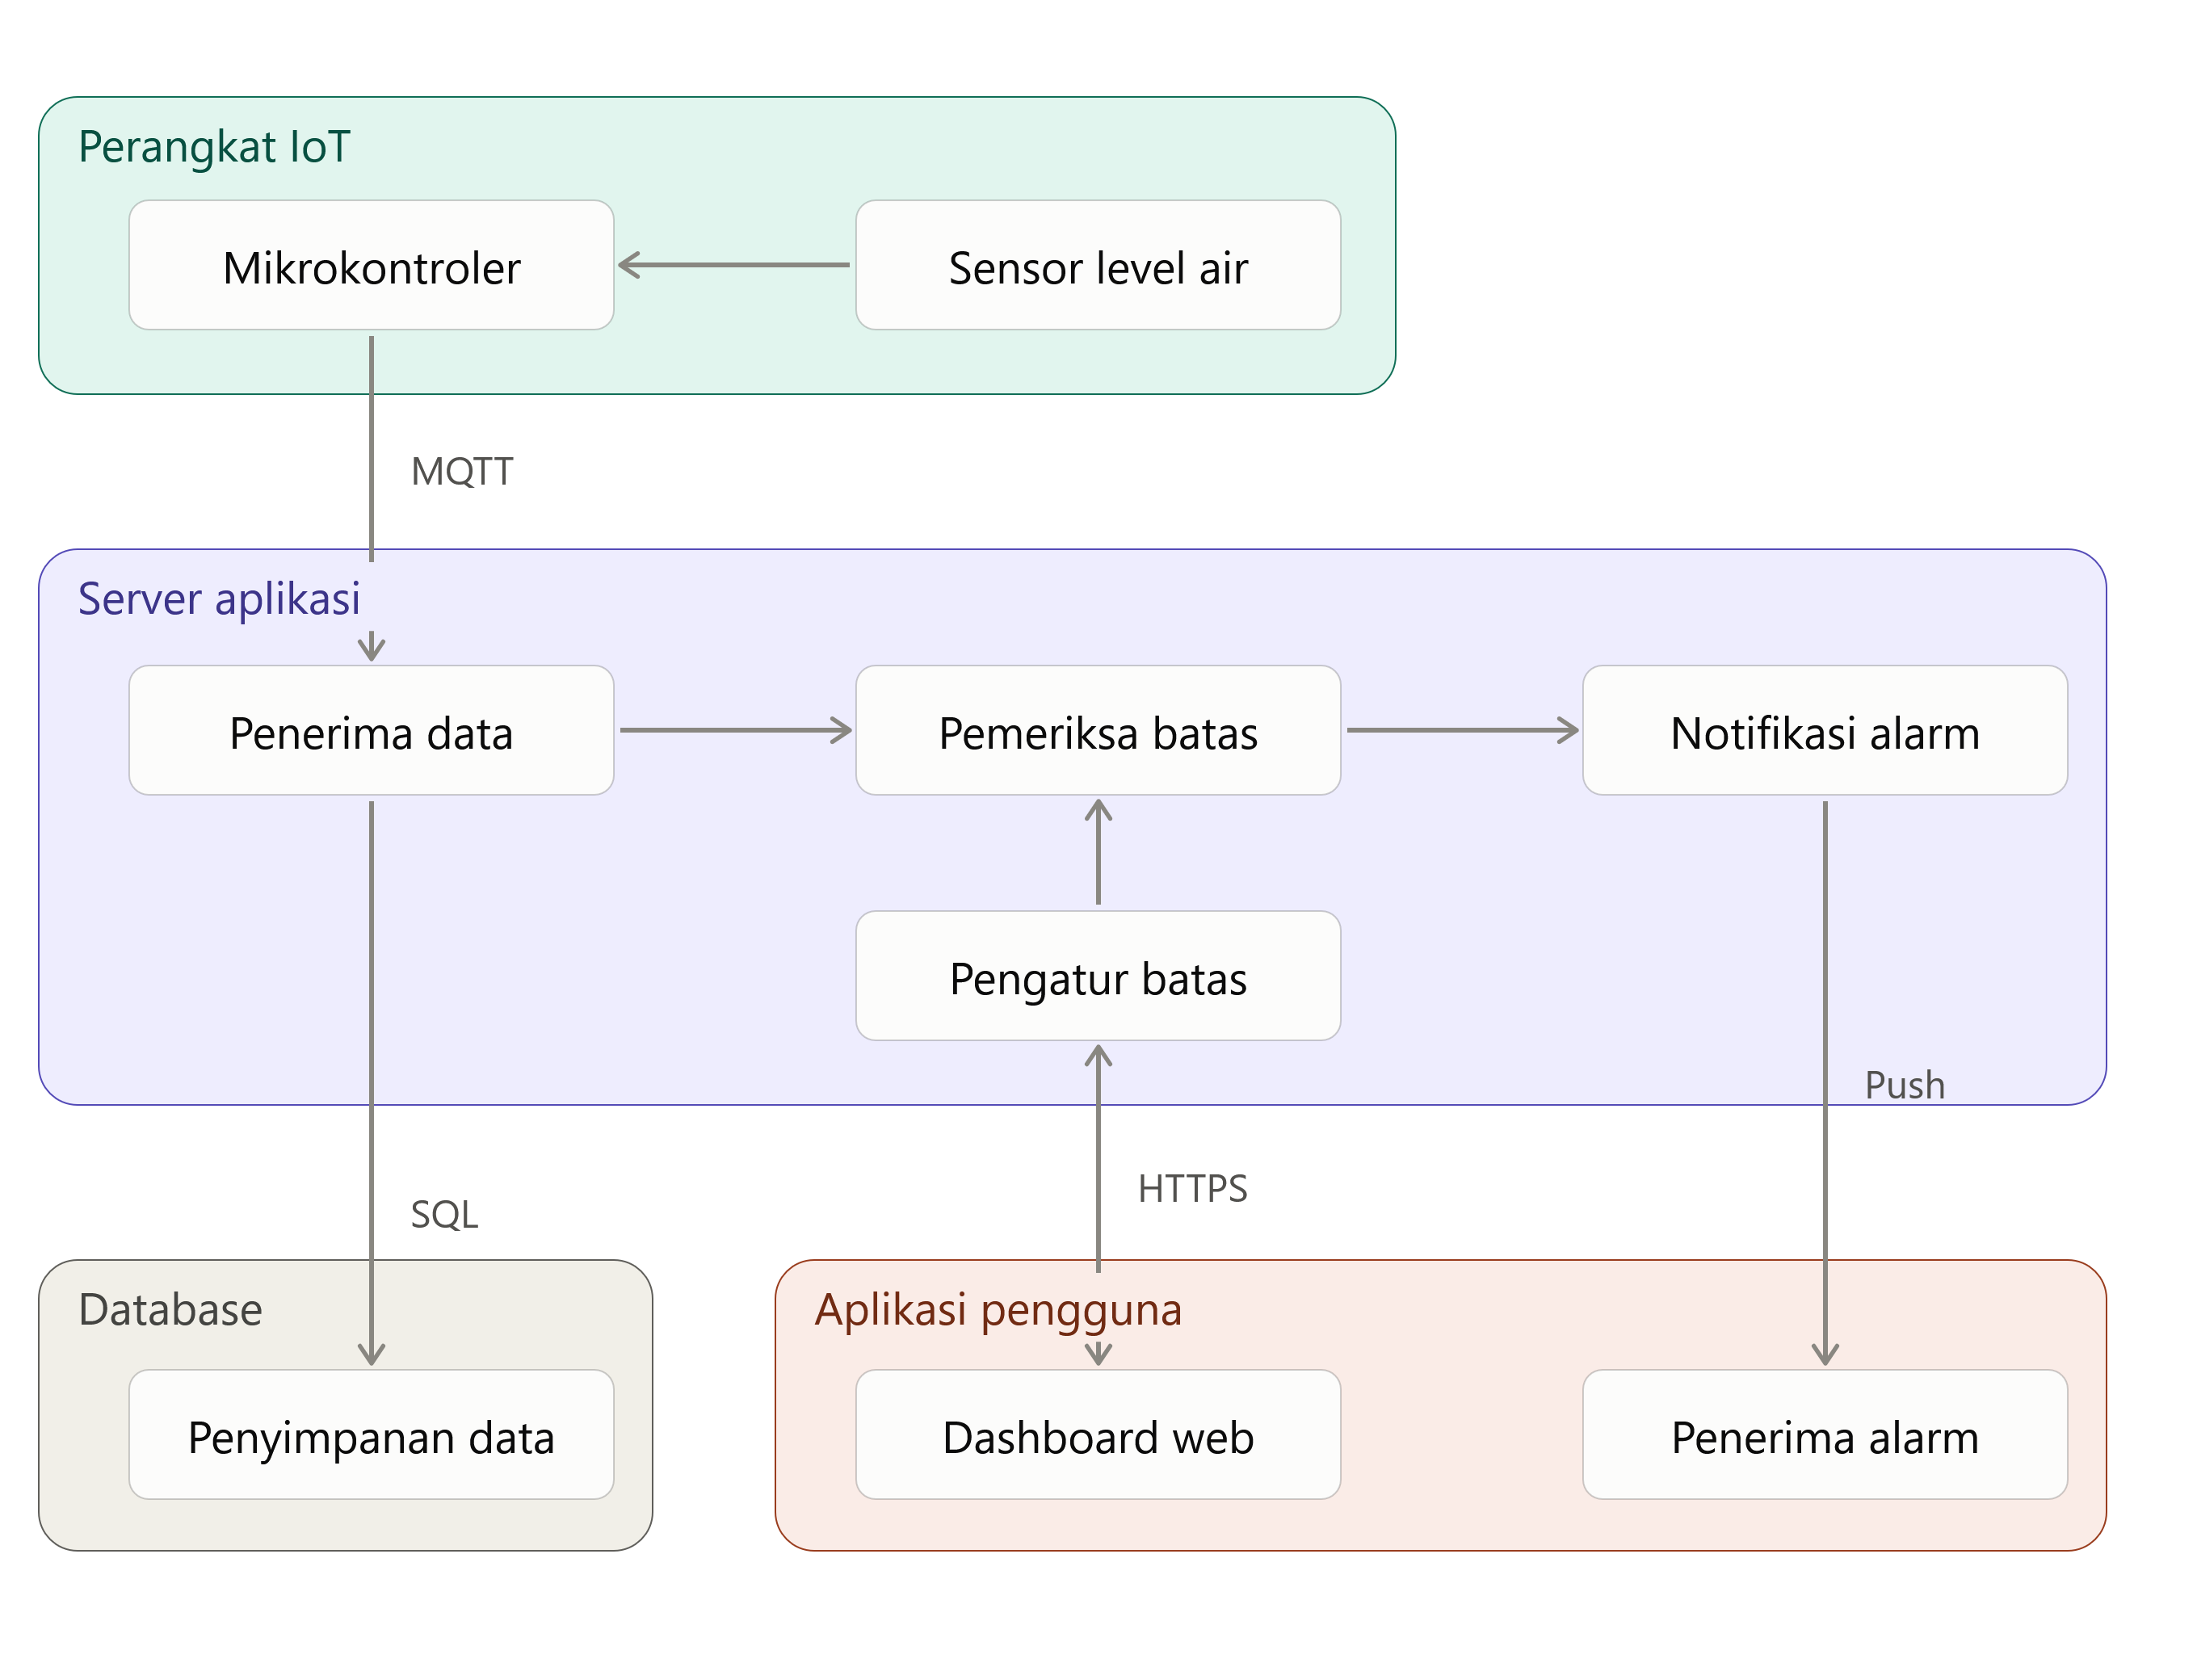 Perangkat IoT
Mikrokontroler
Sensor level air
MQTT
Server aplikasi
Penerima data
Pemeriksa batas
Notifikasi alarm
Pengatur batas
Push
HTTPS
SQL
Database
Aplikasi pengguna
Penyimpanan data
Dashboard web
Penerima alarm